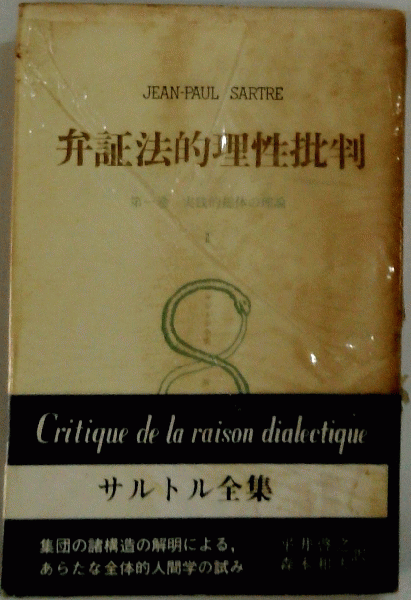 JEAN-PAUL SARTRE
弁証法的理性批判
第一巻 実践的総体の理論
Critique de la raison dialectique
サルトル全集
集団の諸構造の解明による,
あらたな全体的人間学の試み
平井啓之
森本和夫 訳